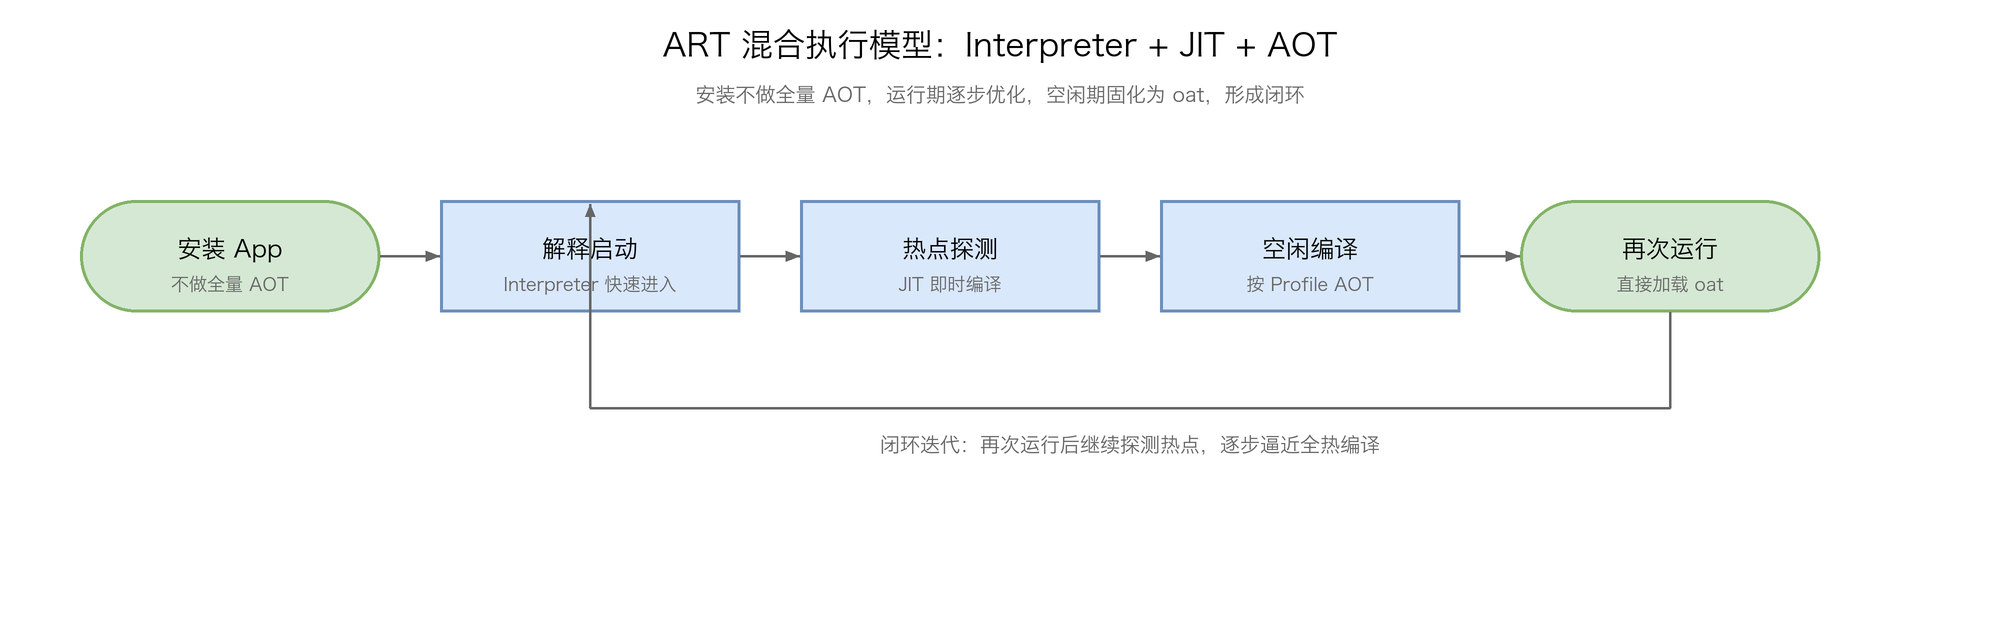 ART 混合执行模型：Interpreter + JIT + AOT
安装不做全量 AOT，运行期逐步优化，空闲期固化为 oat，形成闭环
安装 App
不做全量 AOT
解释启动
Interpreter 快速进入
热点探测
JIT 即时编译
空闲编译
按 Profile AOT
再次运行
直接加载 oat
闭环迭代：再次运行后继续探测热点，逐步逼近全热编译